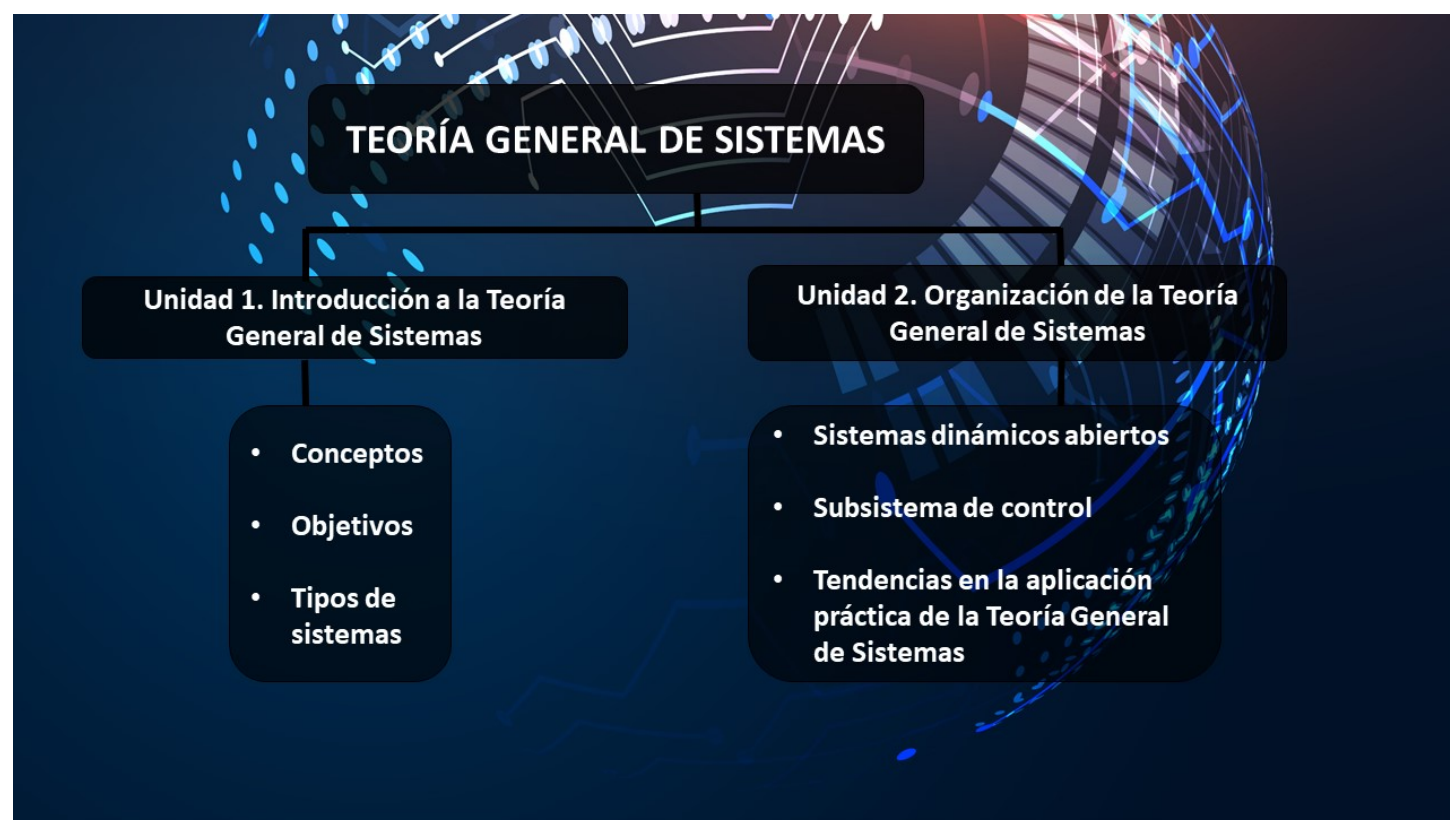 TEORÍA GENERAL DE SISTEMAS
Unidad 1. Introducción a la Teoría
General de Sistemas
• Conceptos
• Objetivos
• Tipos de
sistemas
Unidad 2. Organización de la Teoría
General de Sistemas
• Sistemas dinámicos abiertos
• Subsistema de control
• Tendencias en la aplicación
práctica de la Teoría General
de Sistemas